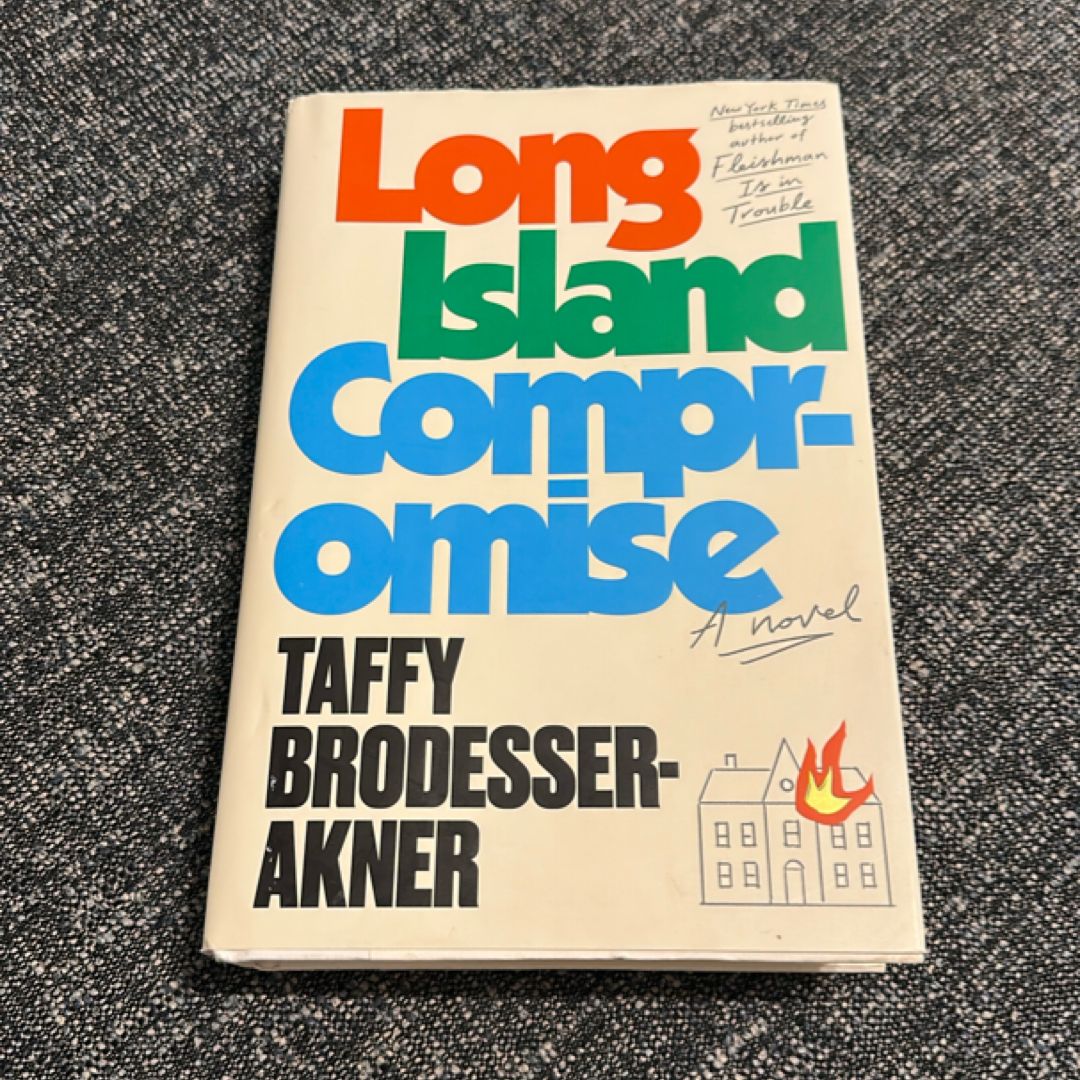 Long
New York Times
bestselling
author of
Fleishman
Is in
Trouble
Island
Compr-
omise
A novel
TAFFY
BRODESSER-
AKNER